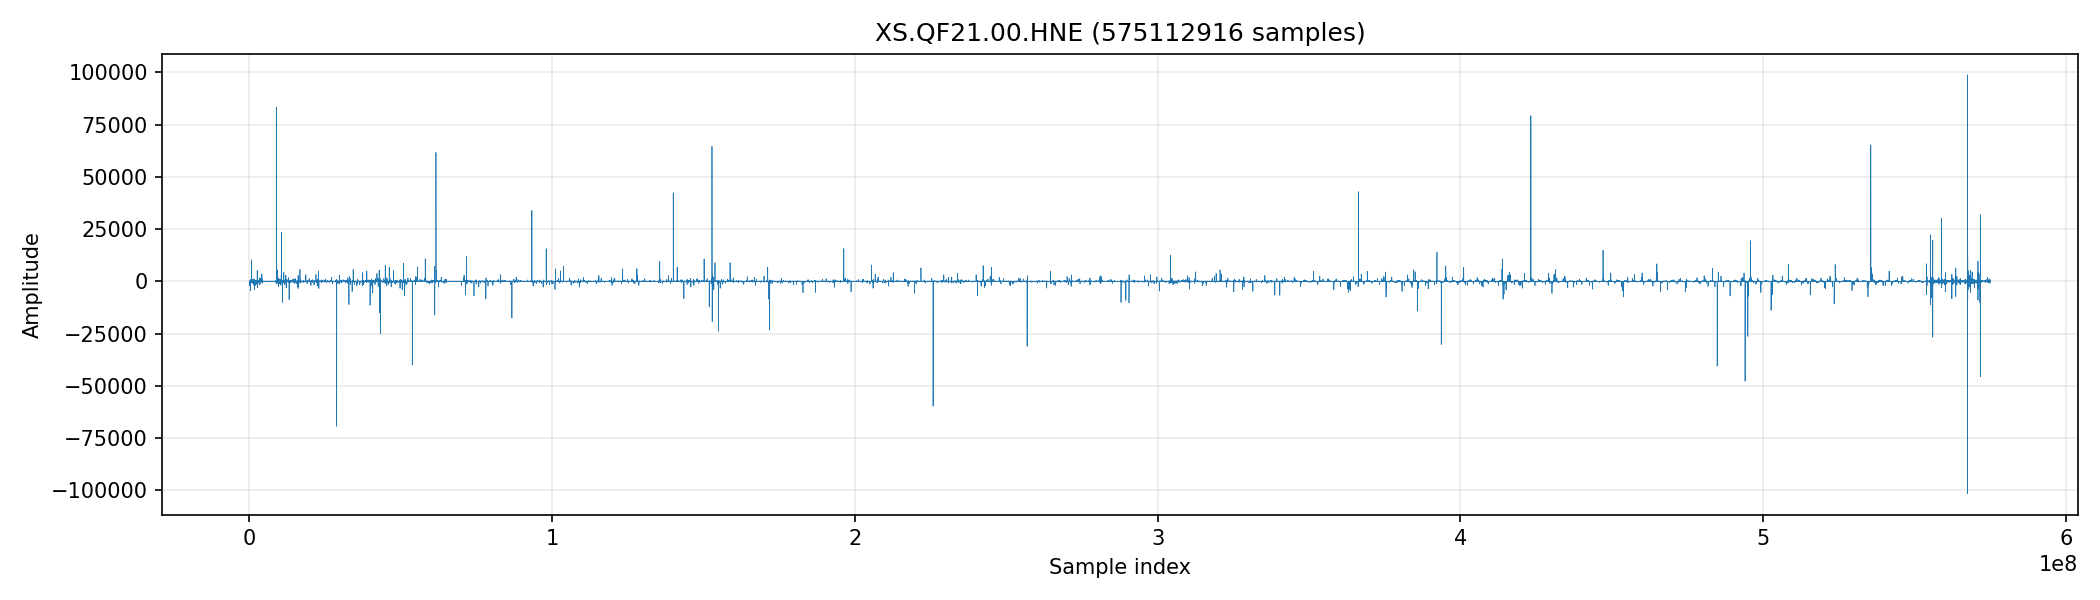 XS.QF21.00.HNE (575112916 samples)
100000
75000
50000
25000
0
−25000
−50000
−75000
−100000
Amplitude
0 1 2 3 4 5 6
1e8
Sample index